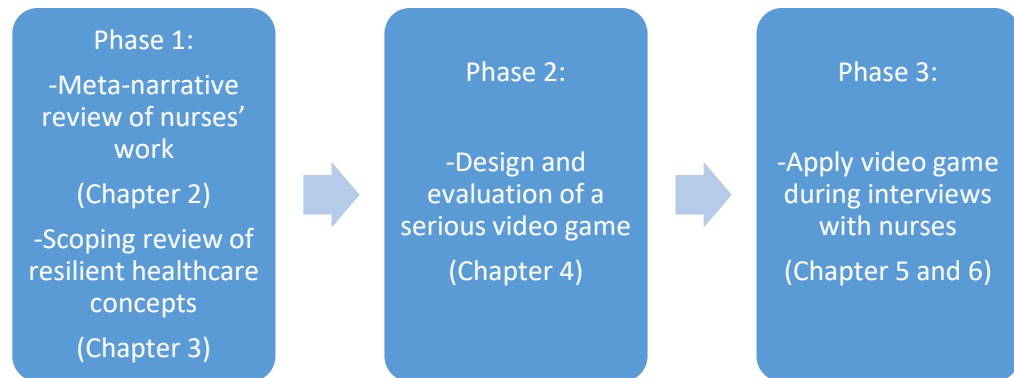 Phase 1:
-Meta-narrative
review of nurses’
work
(Chapter 2)
-Scoping review of
resilient healthcare
concepts
(Chapter 3)
Phase 2:
-Design and
evaluation of a
serious video game
(Chapter 4)
Phase 3:
-Apply video game
during interviews
with nurses
(Chapter 5 and 6)